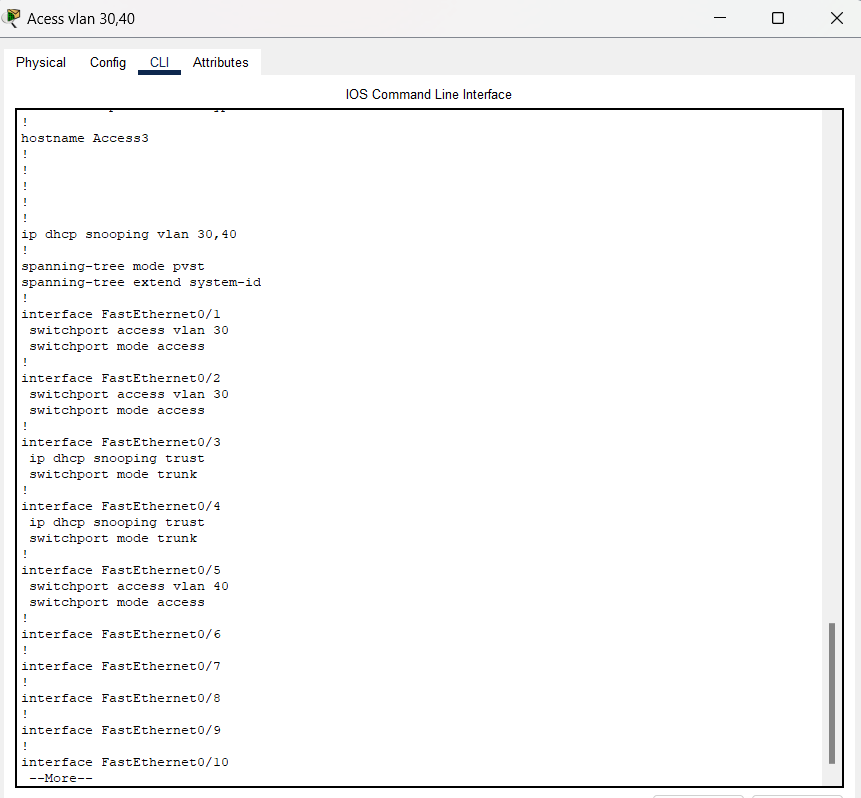 Acess vlan 30,40
Physical Config CLI Attributes
IOS Command Line Interface
!
hostname Access3
!
!
!
!
!
ip dhcp snooping vlan 30,40
!
spanning-tree mode pvst
spanning-tree extend system-id
!
interface FastEthernet0/1
 switchport access vlan 30
 switchport mode access
!
interface FastEthernet0/2
 switchport access vlan 30
 switchport mode access
!
interface FastEthernet0/3
 ip dhcp snooping trust
 switchport mode trunk
!
interface FastEthernet0/4
 ip dhcp snooping trust
 switchport mode trunk
!
interface FastEthernet0/5
 switchport access vlan 40
 switchport mode access
!
interface FastEthernet0/6
!
interface FastEthernet0/7
!
interface FastEthernet0/8
!
interface FastEthernet0/9
!
interface FastEthernet0/10
 --More--